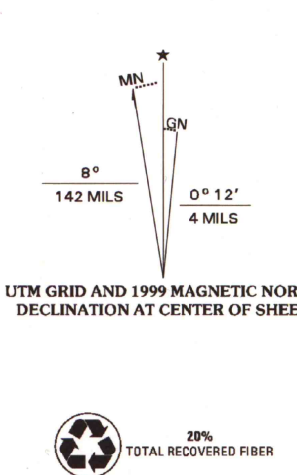 ★
MN
GN
8°
142 MILS
0° 12′
4 MILS
UTM GRID AND 1999 MAGNETIC NOR
DECLINATION AT CENTER OF SHEE
20%
TOTAL RECOVERED FIBER